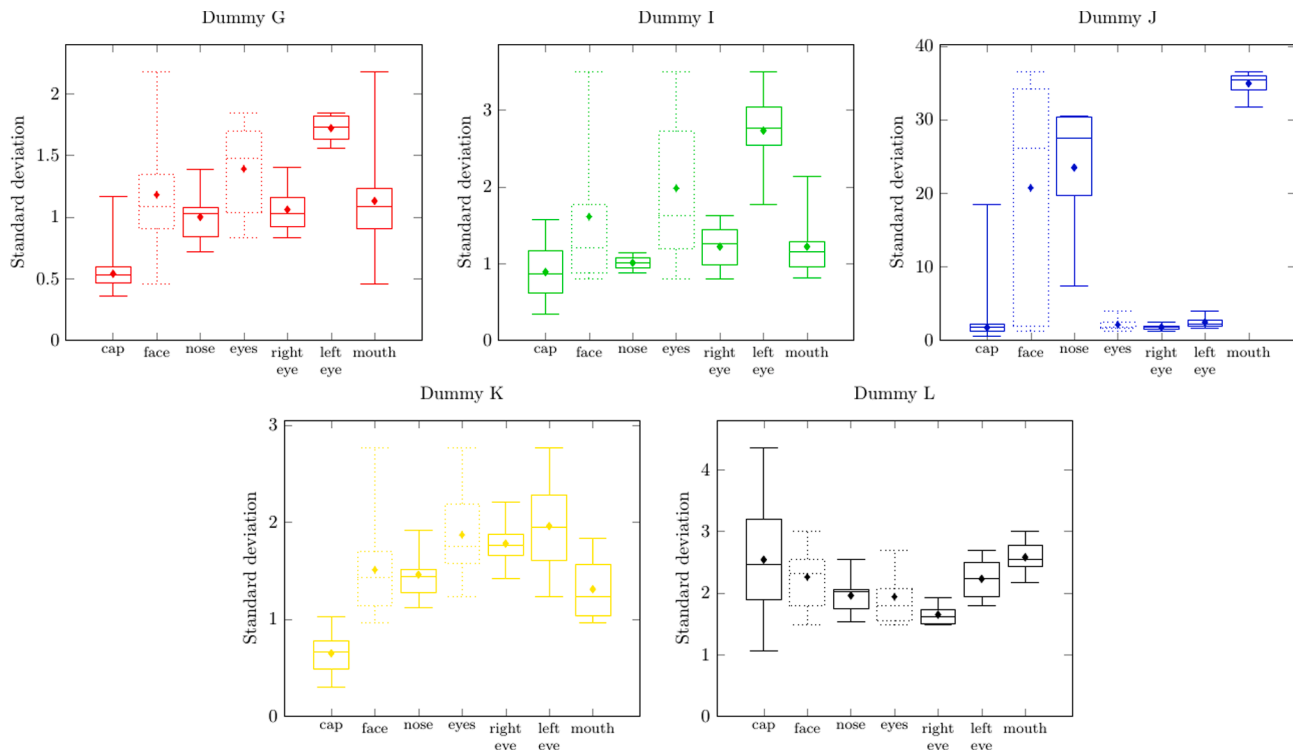 Dummy G
Standard deviation
2
1.5
1
0.5
0
cap face nose eyes right left mouth
eye eye
Dummy I
Standard deviation
3
2
1
0
cap face nose eyes right left mouth
eye eye
Dummy J
Standard deviation
40
30
20
10
0
cap face nose eyes right left mouth
eye eye
Dummy K
Standard deviation
3
2
1
0
cap face nose eyes right left mouth
eye eye
Dummy L
Standard deviation
4
3
2
1
0
cap face nose eyes right left mouth
eye eye